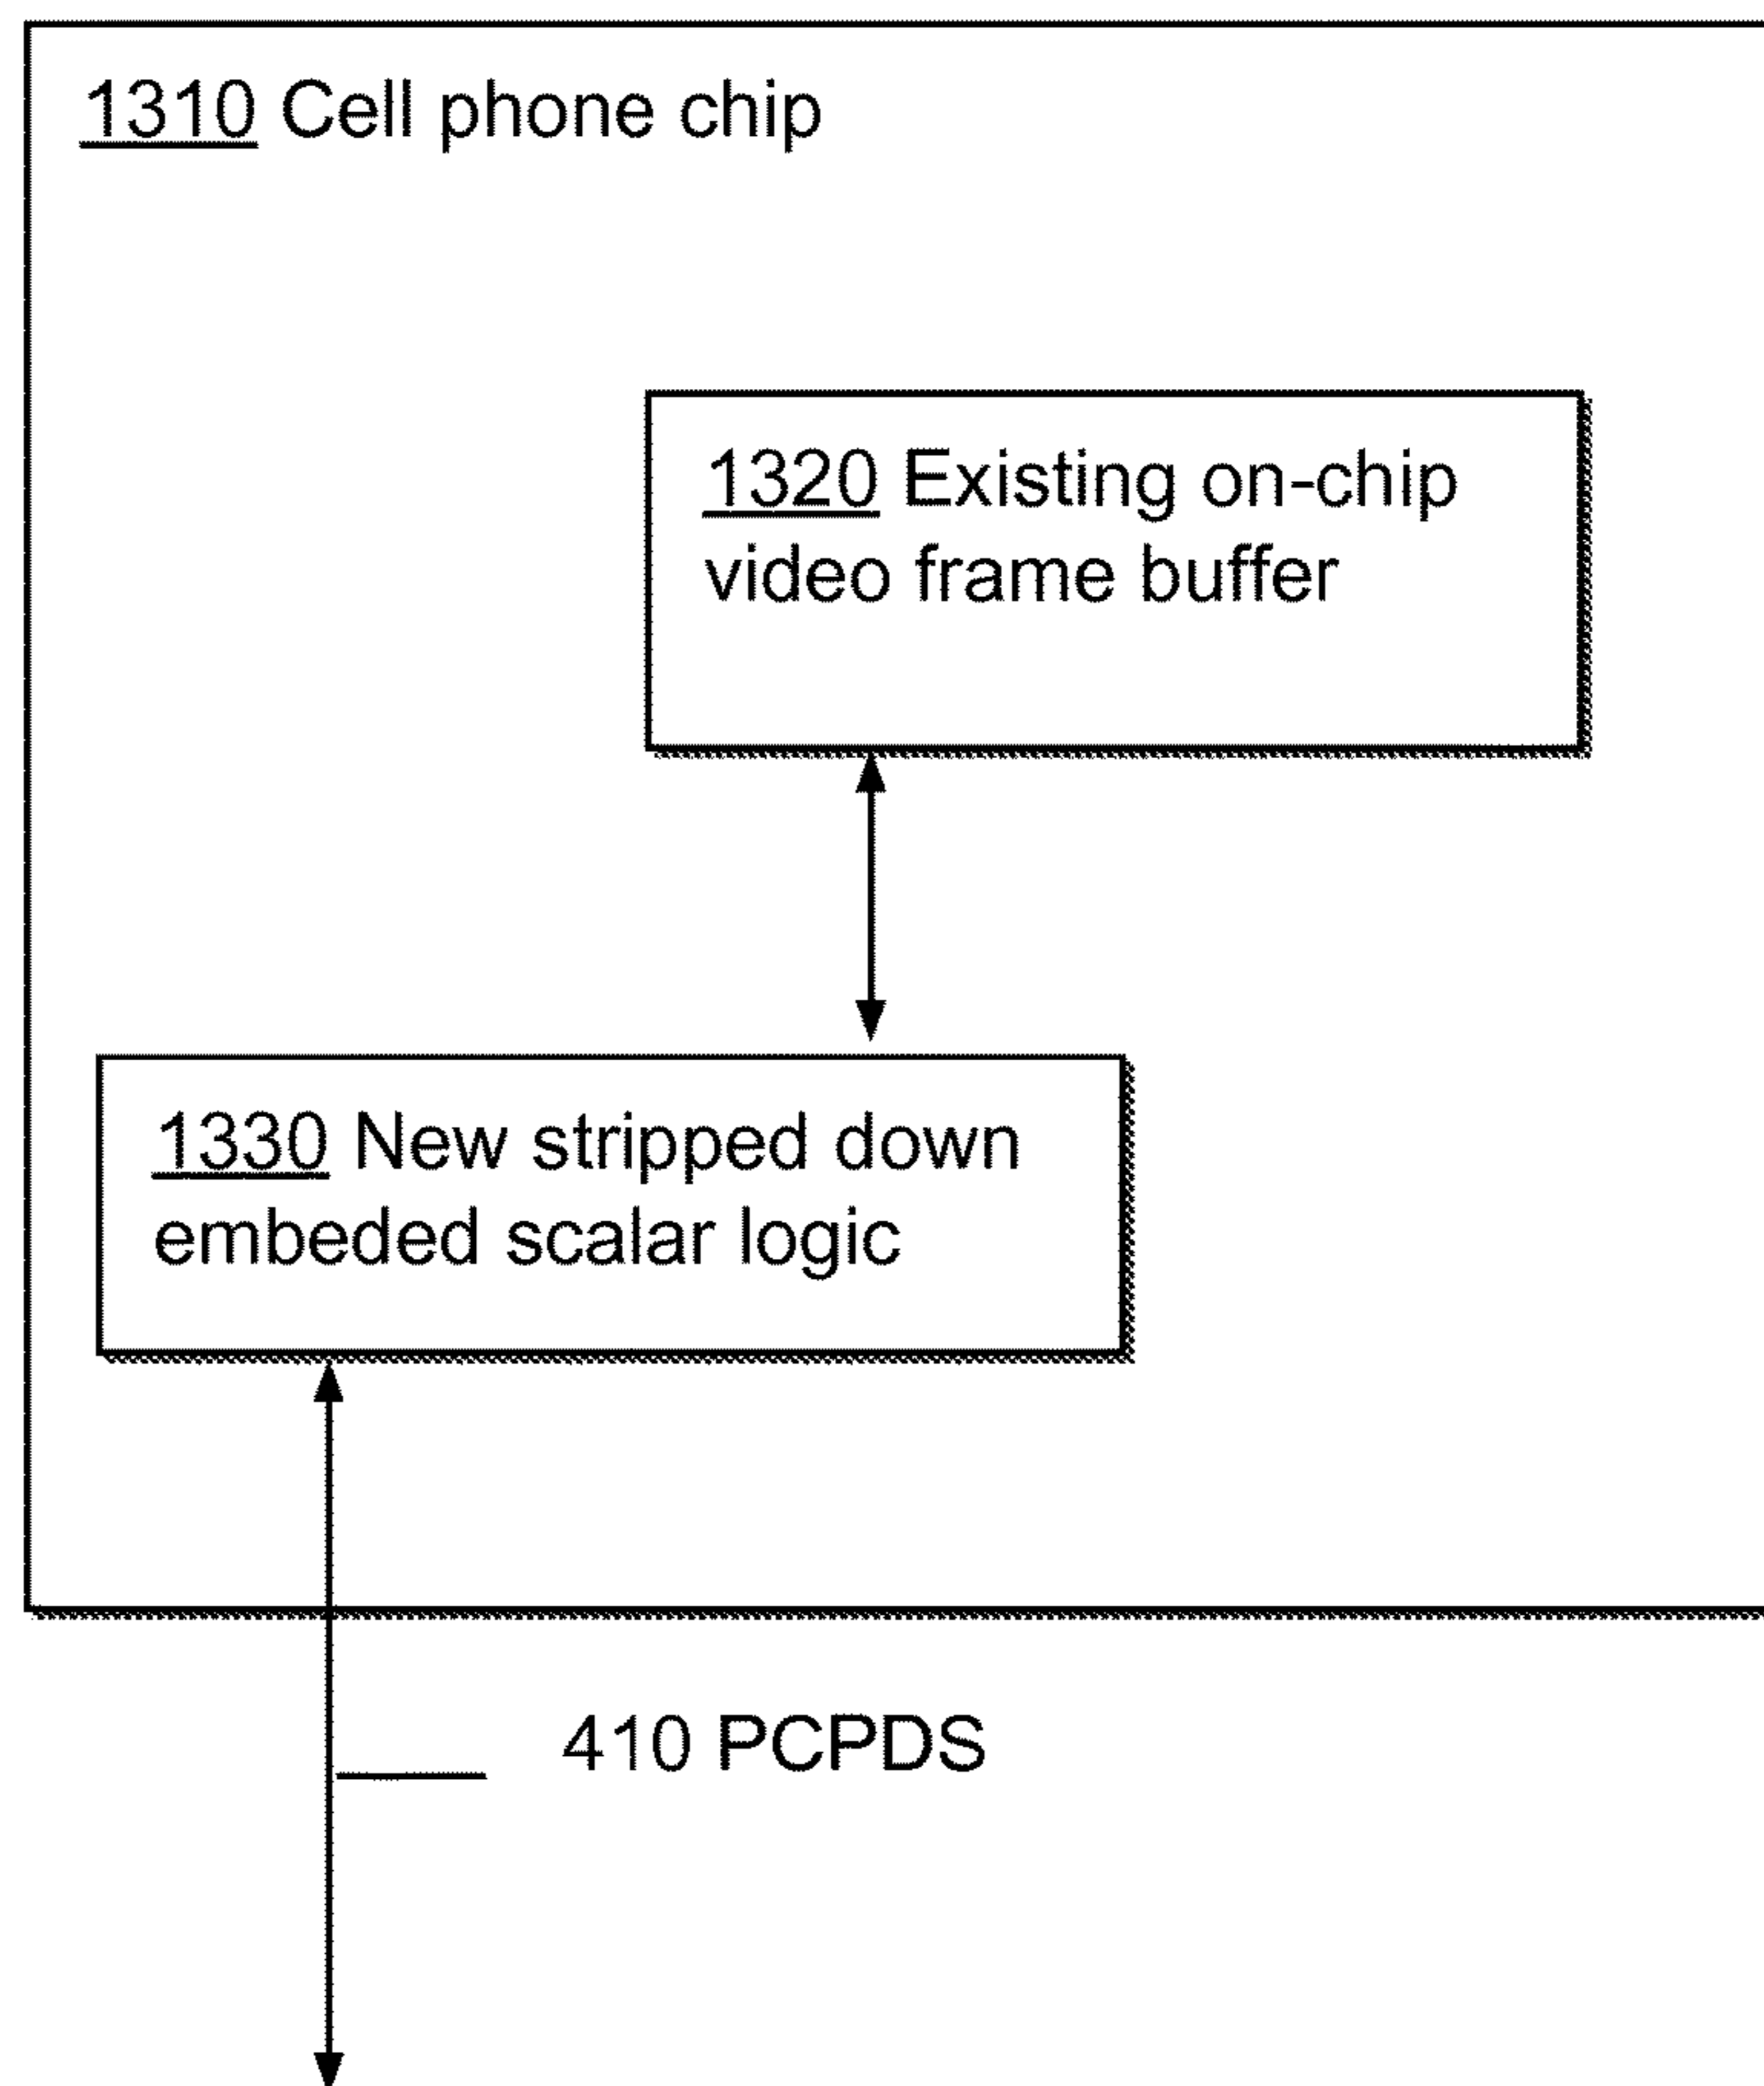 1310 Cell phone chip
1320 Existing on-chip
video frame buffer
1330 New stripped down
embeded scalar logic
410 PCPDS